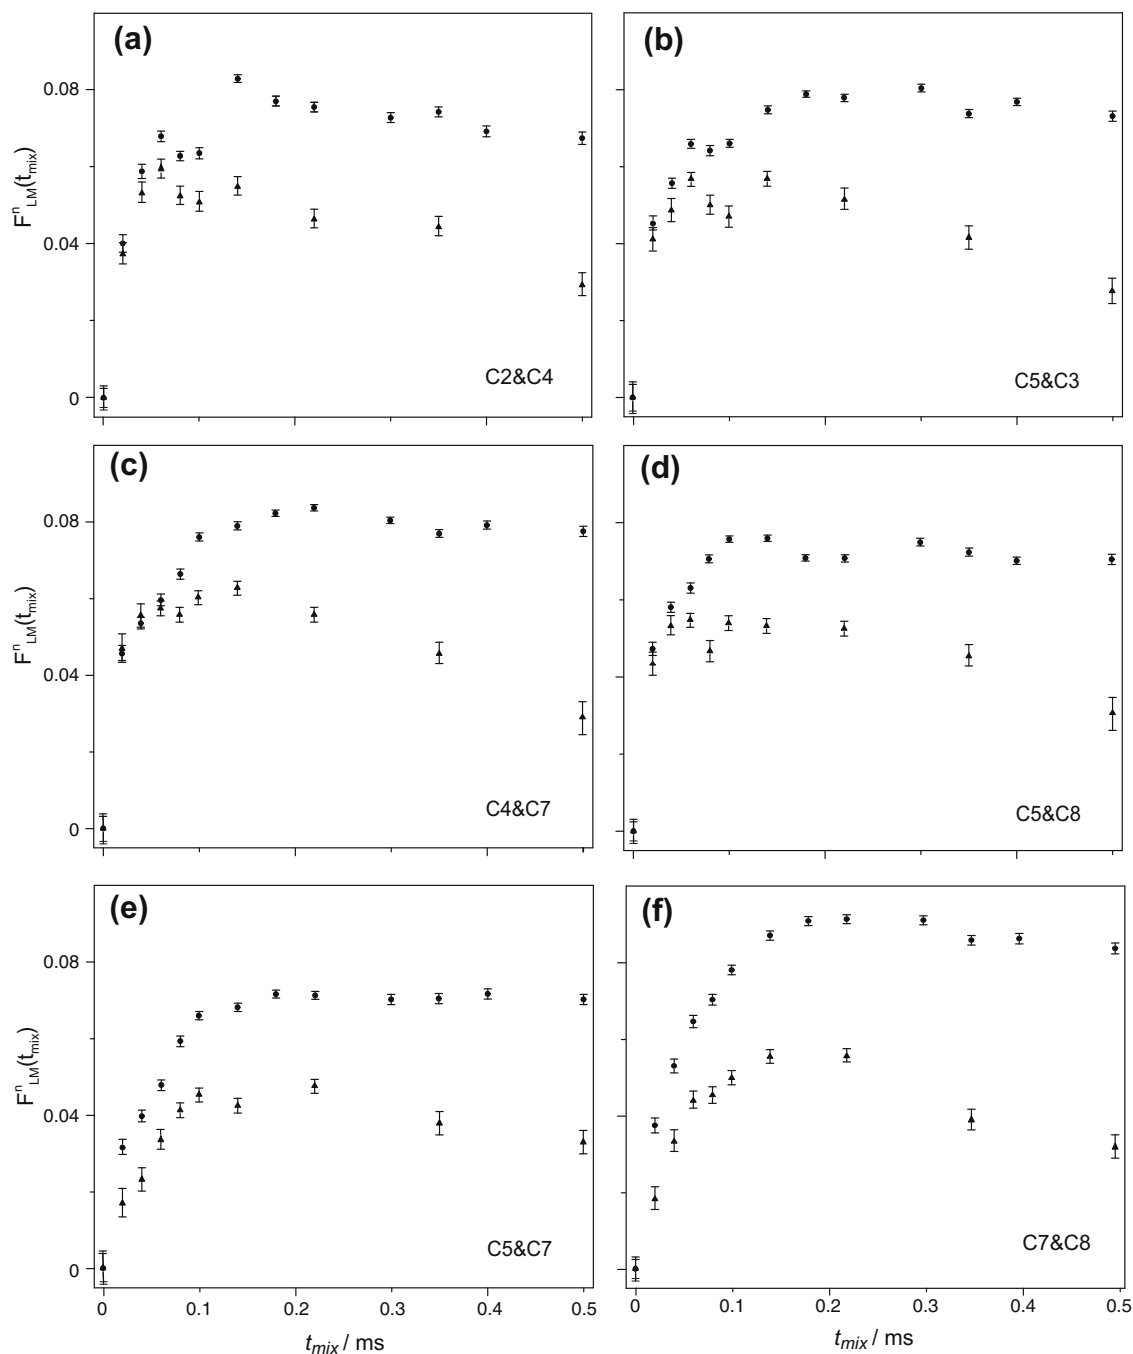 (a)
(b)
0.08
0.04
0
F^n_LM(t_mix)
C2&C4
C5&C3
(c)
(d)
0.08
0.04
0
F^n_LM(t_mix)
C4&C7
C5&C8
(e)
(f)
0.08
0.04
0
F^n_LM(t_mix)
C5&C7
C7&C8
0 0.1 0.2 0.3 0.4 0.5
0 0.1 0.2 0.3 0.4 0.5
t_mix / ms
t_mix / ms